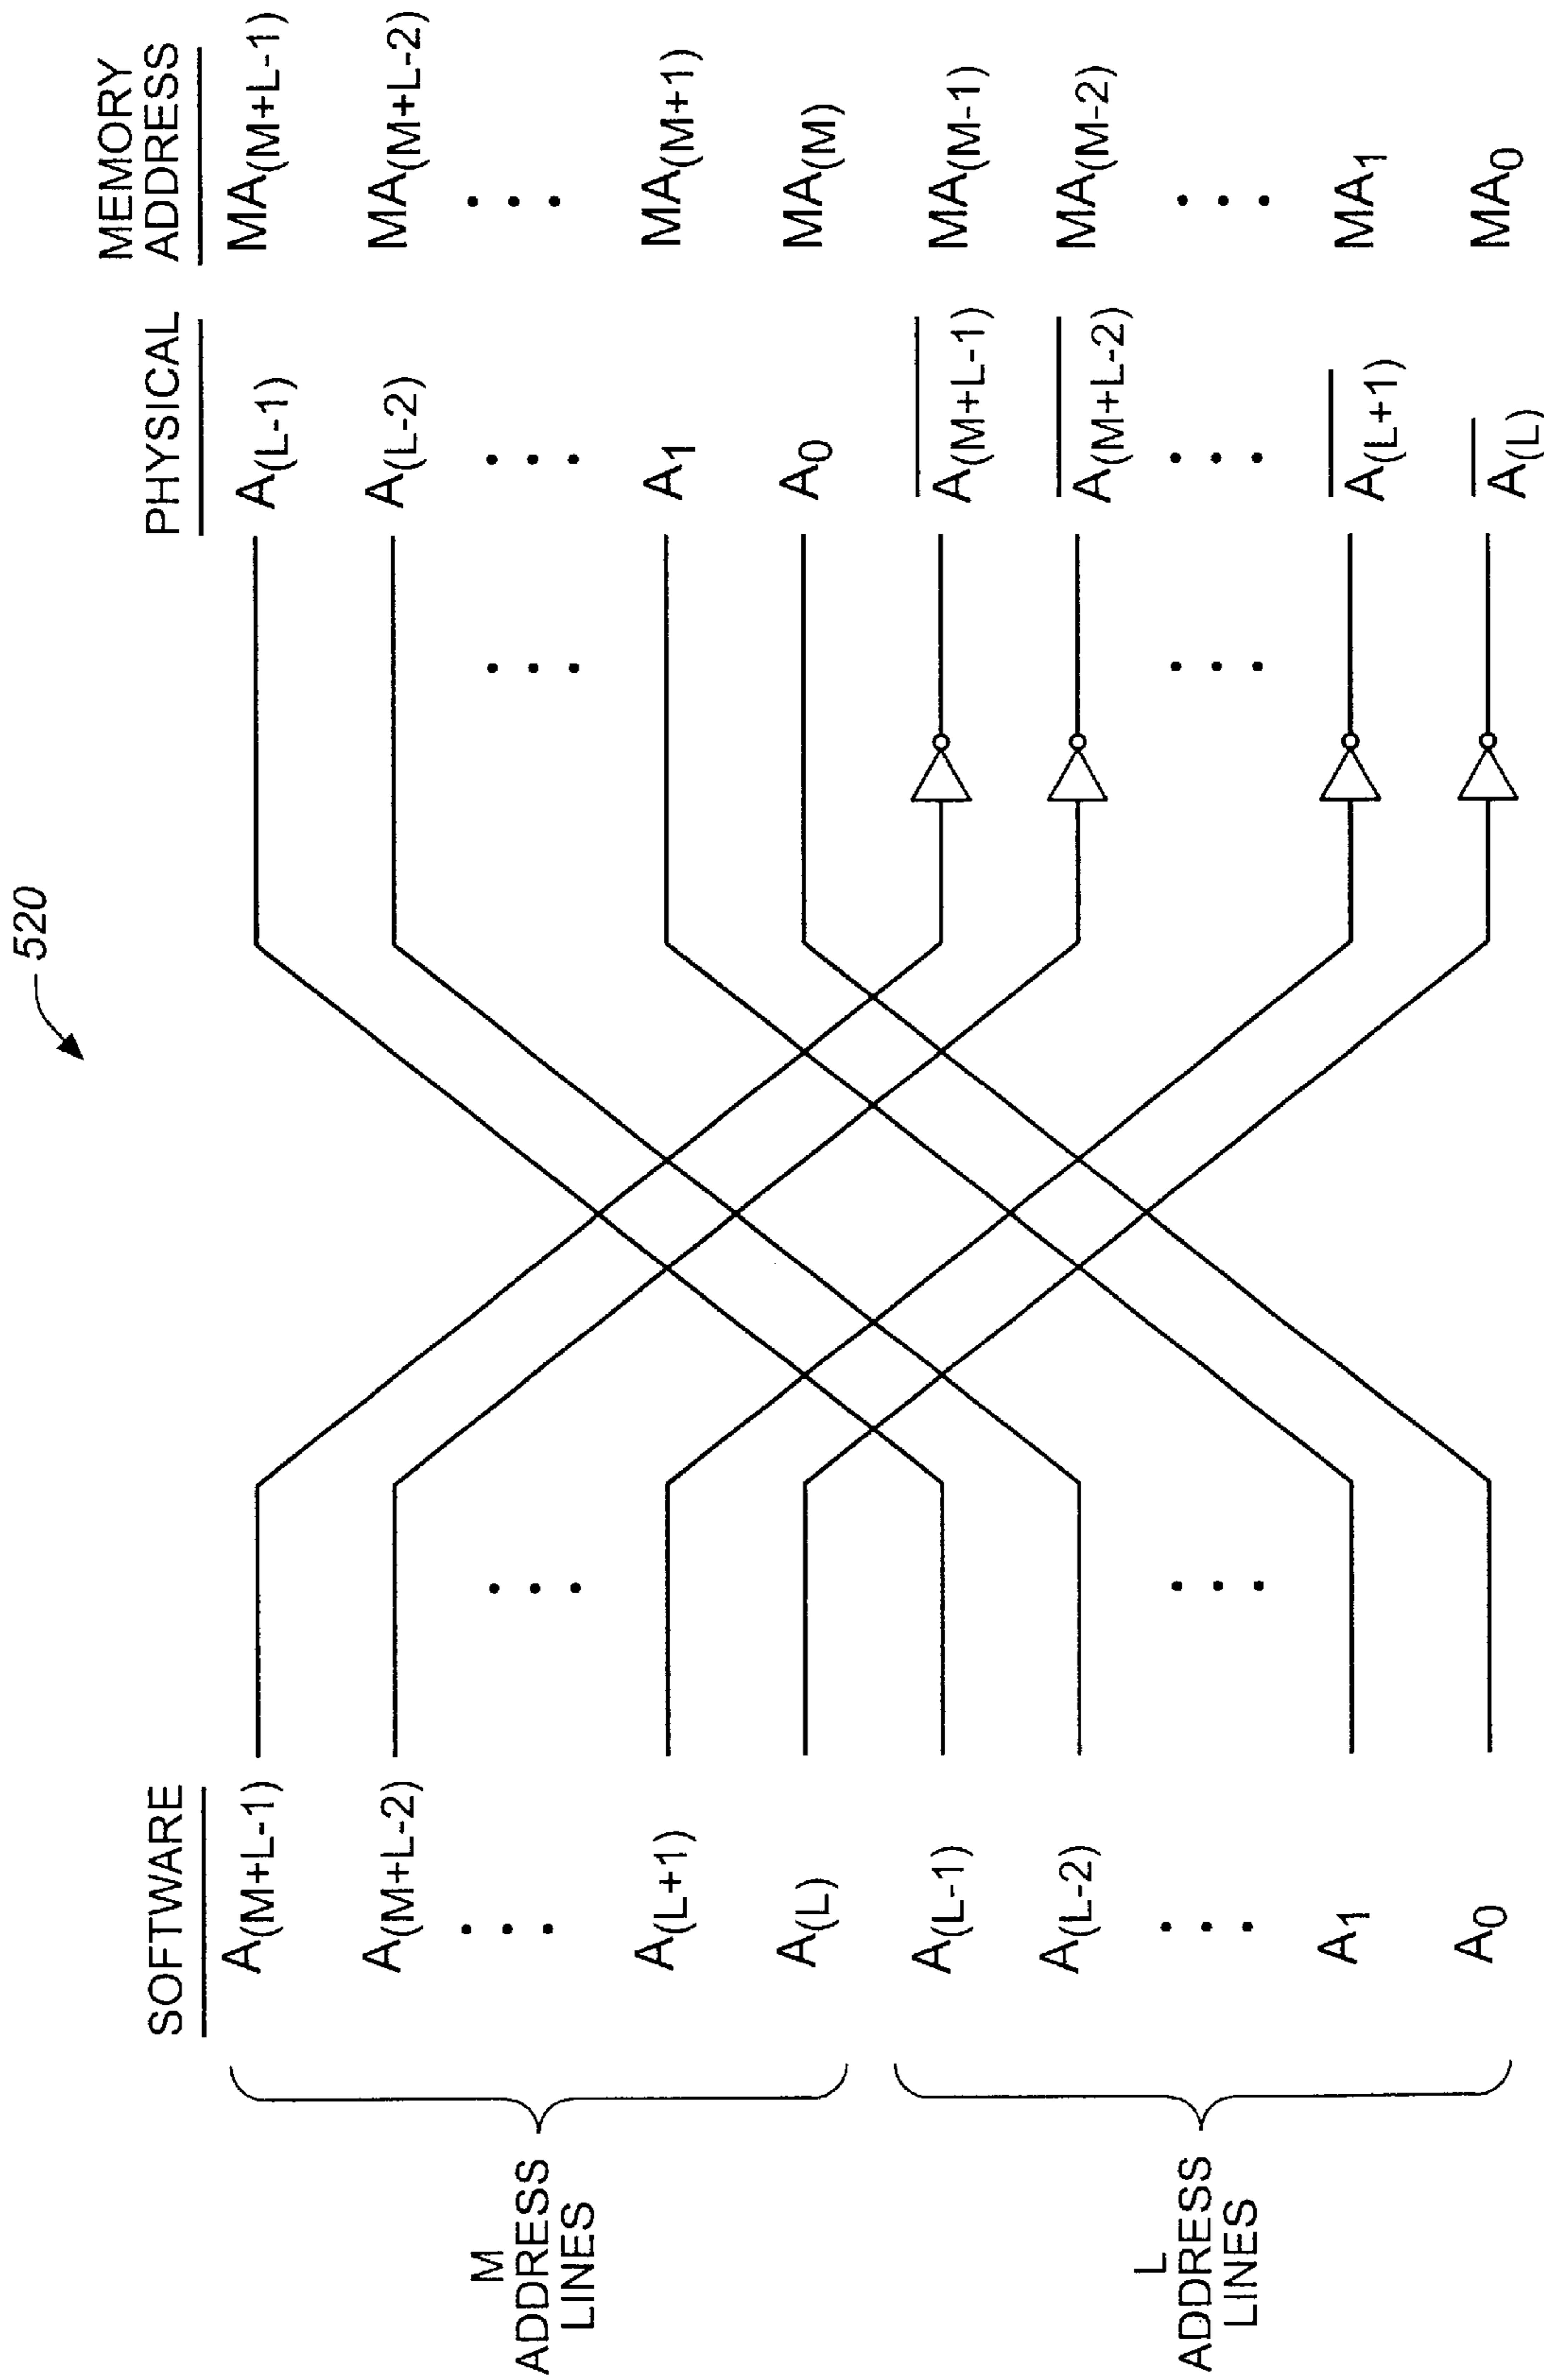 520
SOFTWARE
PHYSICAL
MEMORY
ADDRESS
A(M+L-1)
A(L-1)
MA(M+L-1)
A(M+L-2)
A(L-2)
MA(M+L-2)
A(L+1)
A1
MA(M+1)
A(L)
A0
MA(M)
A(L-1)
A(M+L-1)
MA(M-1)
A(L-2)
A(M+L-2)
MA(M-2)
A1
A(L+1)
MA1
A0
A(L)
MA0
M
ADDRESS
LINES
L
ADDRESS
LINES